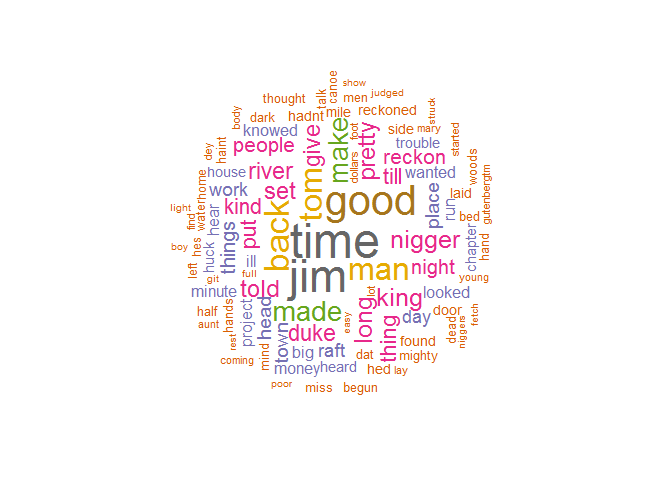 show
canoe
judged
talk
men
thought
hadnt
mile
reckoned
struck
body
dark
make
foot
side
mary
started
knowed
give
pretty
trouble
dey
people
dollars
reckon
woods
haint
house
river
set
till
wanted
work
tom
good
place
run
laid
home
kind
back
bed
gutenbergtm
light
water
hear
put
time
hand
find
things
nigger
chapter
boy
hes
huck
ill
jim
man
night
young
left
git
full
lot
minute
told
king
looked
half
project
head
made
long
day
door
dead
niggers
fetch
aunt
hands
duke
easy
thing
found
rest
town
big
raft
dat
mighty
coming
mind
money
heard
hed
lay
poor
miss
begun